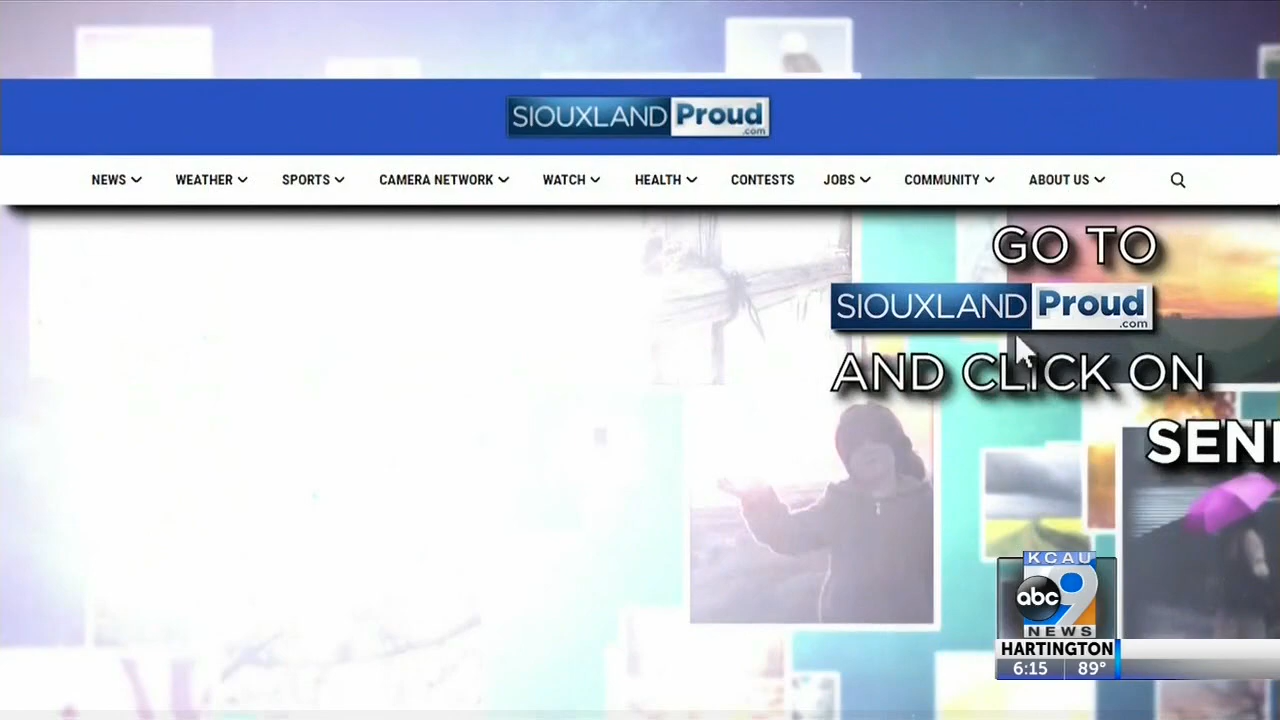 SIOUXLAND Proud .com
NEWS WEATHER SPORTS CAMERA NETWORK WATCH HEALTH CONTESTS JOBS COMMUNITY ABOUT US
GO TO
SIOUXLAND Proud .com
AND CLICK ON
SEN
KCAU
abc 9
NEWS
HARTINGTON
6:15 89°